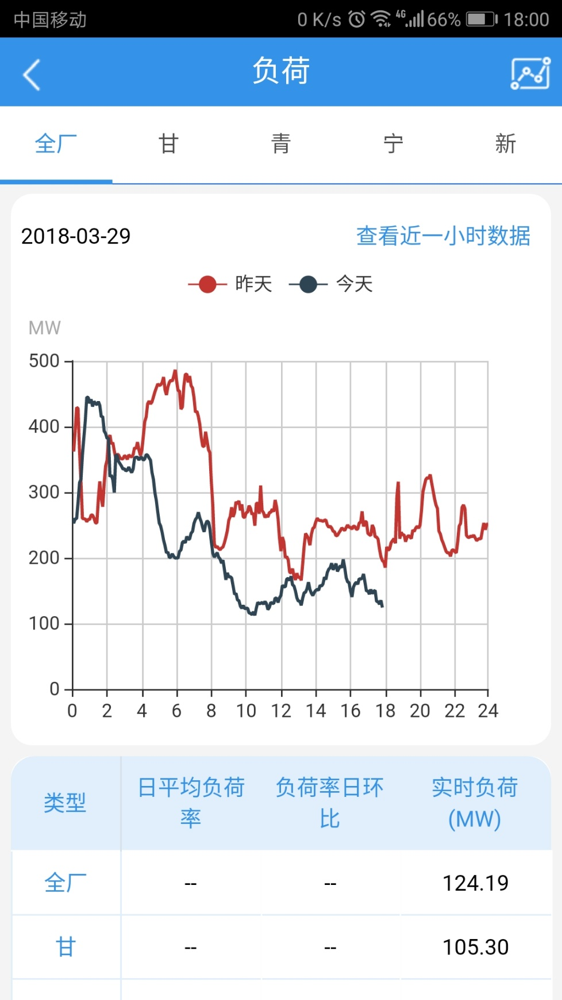 中国移动 0 K/s 4G 66% 18:00
负荷
全厂 甘 青 宁 新
2018-03-29 查看近一小时数据
昨天 今天
MW
500
400
300
200
100
0
0 2 4 6 8 10 12 14 16 18 20 22 24
类型 日平均负荷率 负荷率日环比 实时负荷(MW)
全厂 -- -- 124.19
甘 -- -- 105.30